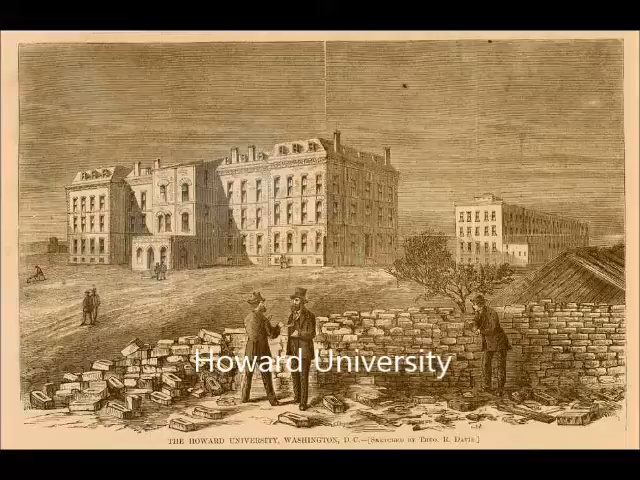 Howard University
THE HOWARD UNIVERSITY, WASHINGTON, D. C.—[SKETCHED BY THEO. R. DAVIS.]